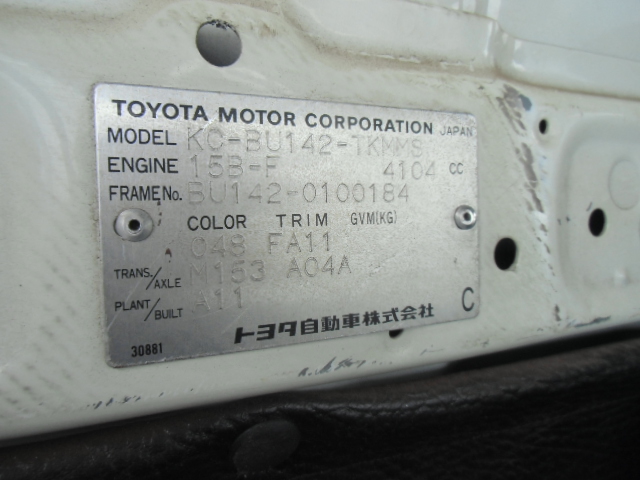 TOYOTA MOTOR CORPORATION JAPAN
MODEL KC-BU142-TKMMS
ENGINE 15B-F 4104 CC
FRAME No. BU142-0100184
COLOR TRIM GVM(KG)
048 FA11
TRANS./AXLE M153 A04A
PLANT/BUILT A11
トヨタ自動車株式会社 C
30881